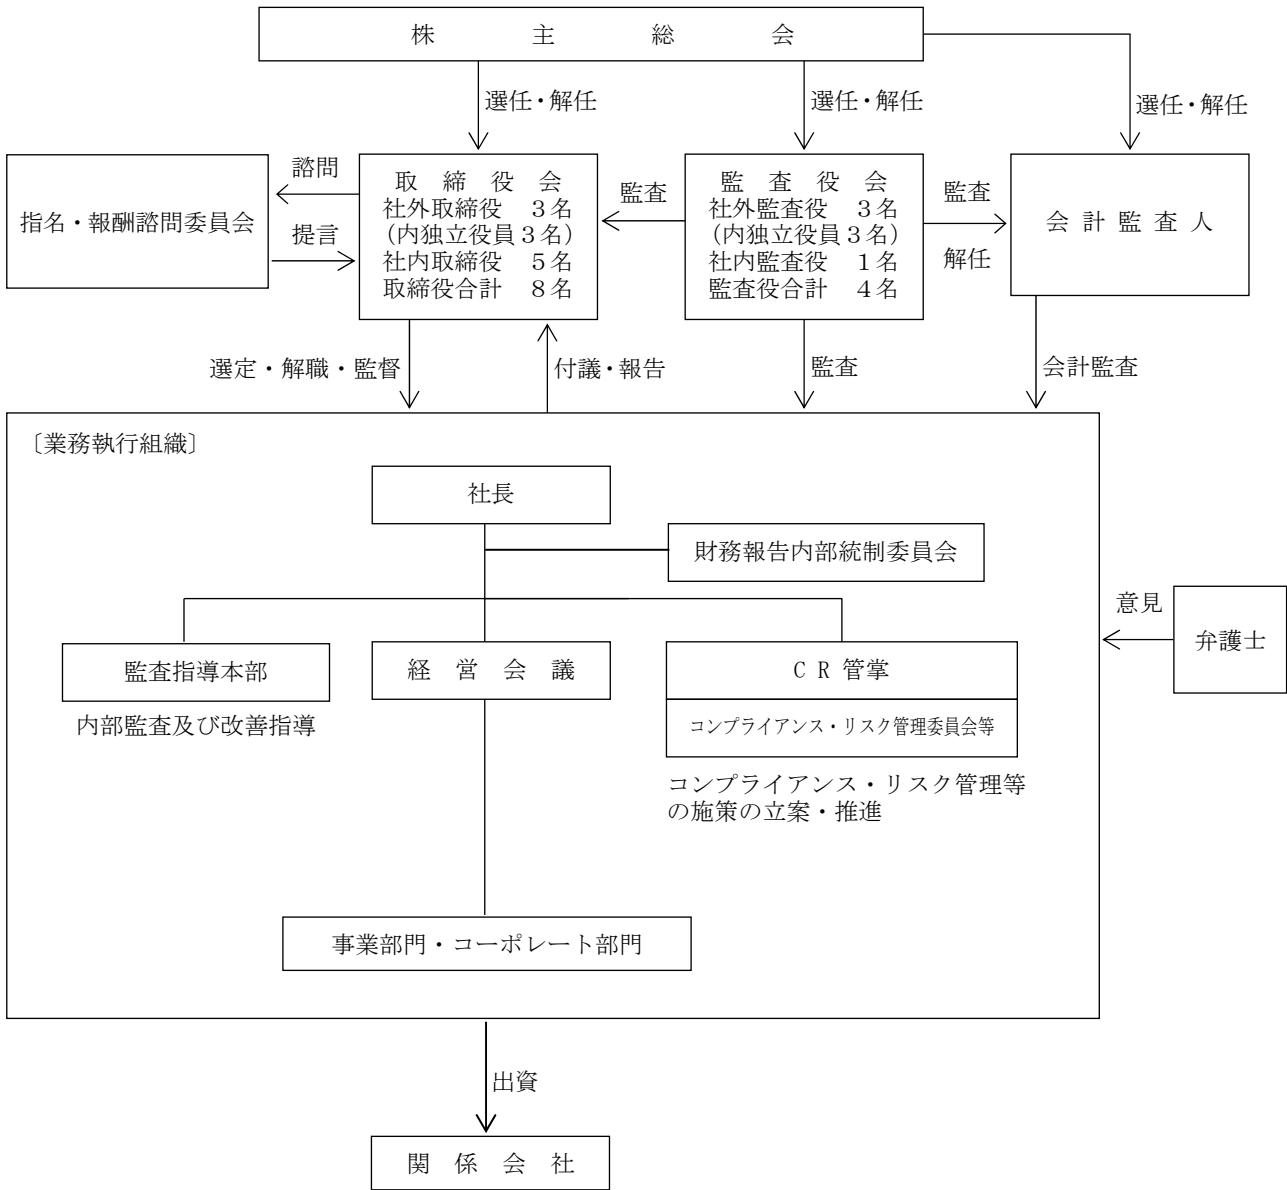 株主総会
選任・解任
選任・解任
選任・解任
指名・報酬諮問委員会
諮問
提言
取締役会
社外取締役 3名
(内独立役員3名)
社内取締役 5名
取締役合計 8名
監査
監査役会
社外監査役 3名
(内独立役員3名)
社内監査役 1名
監査役合計 4名
監査
解任
会計監査人
選定・解職・監督
付議・報告
監査
会計監査
〔業務執行組織〕
社長
財務報告内部統制委員会
意見
弁護士
監査指導本部
内部監査及び改善指導
経営会議
CR管掌
コンプライアンス・リスク管理委員会等
コンプライアンス・リスク管理等
の施策の立案・推進
事業部門・コーポレート部門
出資
関係会社